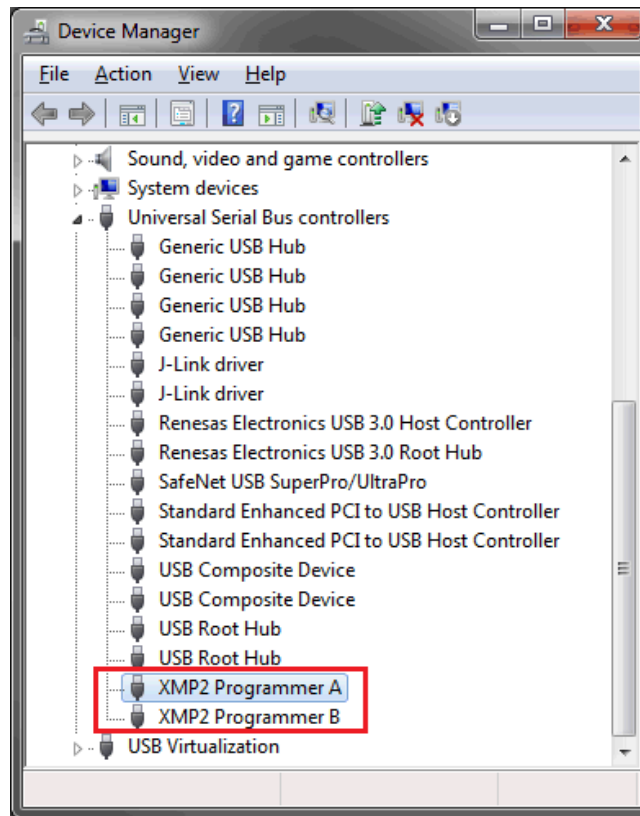 Device Manager
File Action View Help
Sound, video and game controllers
System devices
Universal Serial Bus controllers
Generic USB Hub
Generic USB Hub
Generic USB Hub
Generic USB Hub
J-Link driver
J-Link driver
Renesas Electronics USB 3.0 Host Controller
Renesas Electronics USB 3.0 Root Hub
SafeNet USB SuperPro/UltraPro
Standard Enhanced PCI to USB Host Controller
Standard Enhanced PCI to USB Host Controller
USB Composite Device
USB Composite Device
USB Root Hub
USB Root Hub
XMP2 Programmer A
XMP2 Programmer B
USB Virtualization